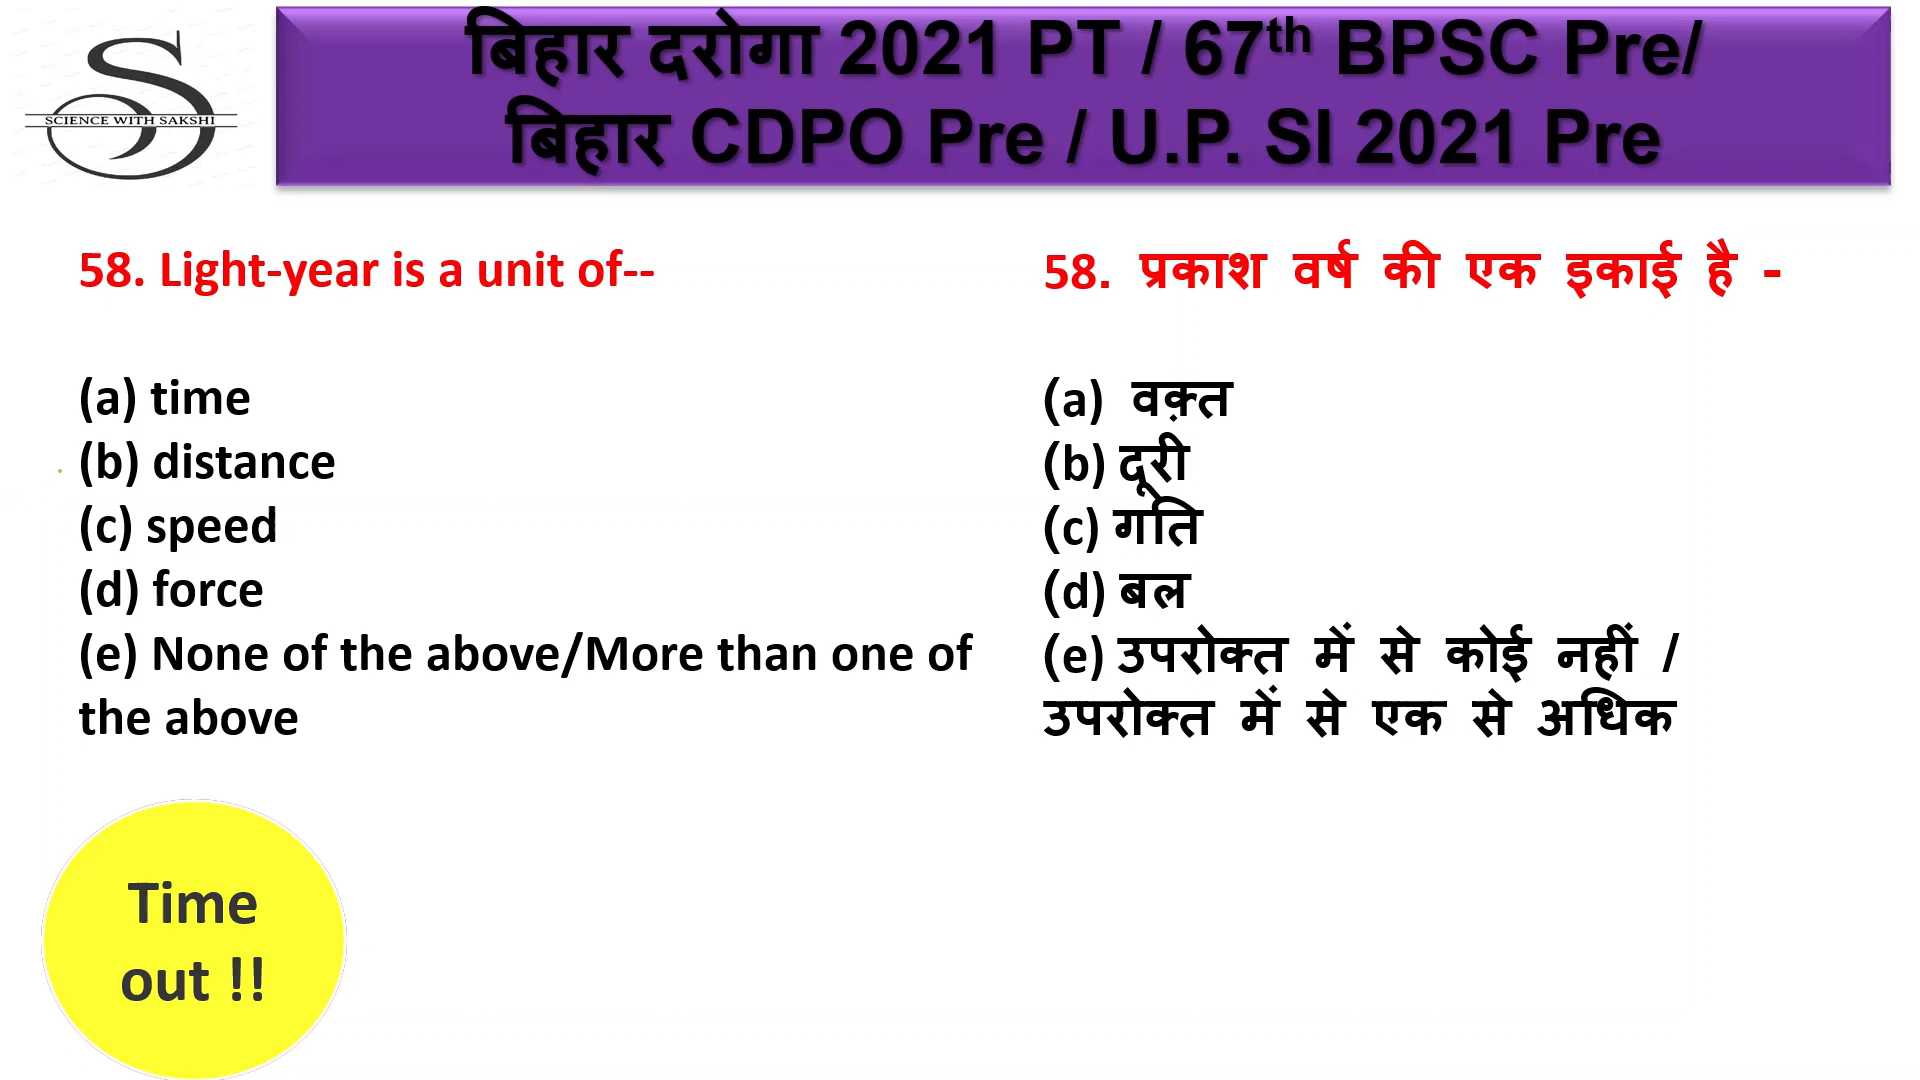 SCIENCE WITH SAKSHI
बिहार दरोगा 2021 PT / 67th BPSC Pre/
बिहार CDPO Pre / U.P. SI 2021 Pre
58. Light-year is a unit of--
(a) time
(b) distance
(c) speed
(d) force
(e) None of the above/More than one of
the above
58. प्रकाश वर्ष की एक इकाई है -
(a) वक़्त
(b) दूरी
(c) गति
(d) बल
(e) उपरोक्त में से कोई नहीं /
उपरोक्त में से एक से अधिक
Time
out !!